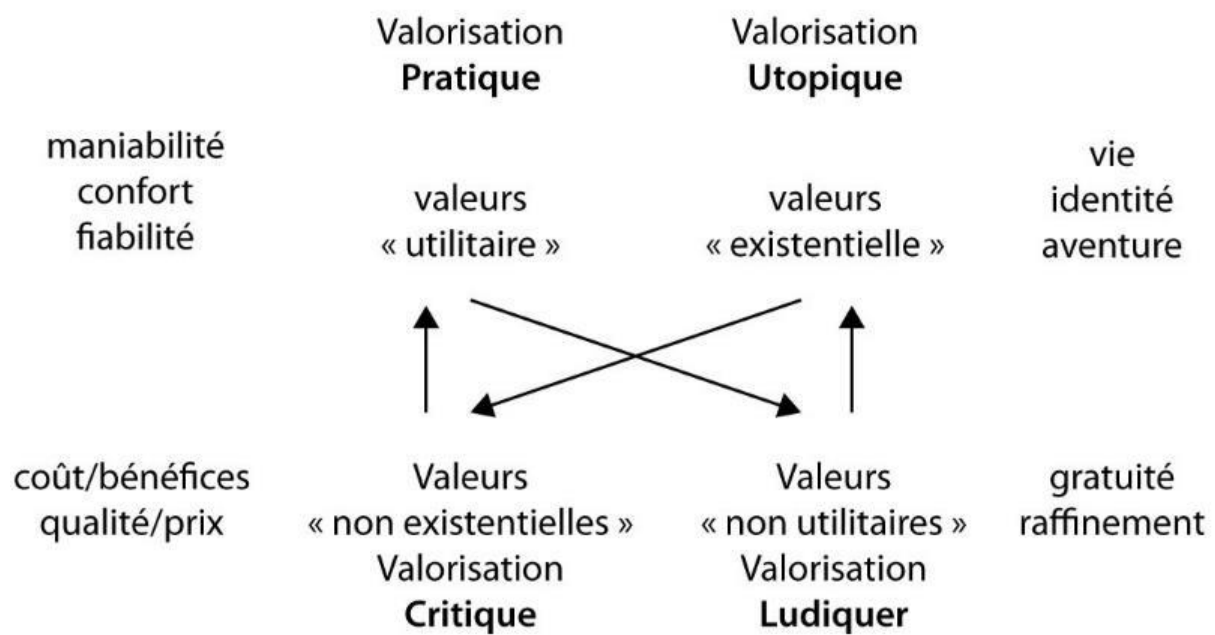 Valorisation
Pratique
Valorisation
Utopique
maniabilité
confort
fiabilité
valeurs
« utilitaire »
valeurs
« existentielle »
vie
identité
aventure
coût/bénéfices
qualité/prix
Valeurs
« non existentielles »
Valorisation
Critique
Valeurs
« non utilitaires »
Valorisation
Ludiquer
gratuité
raffinement